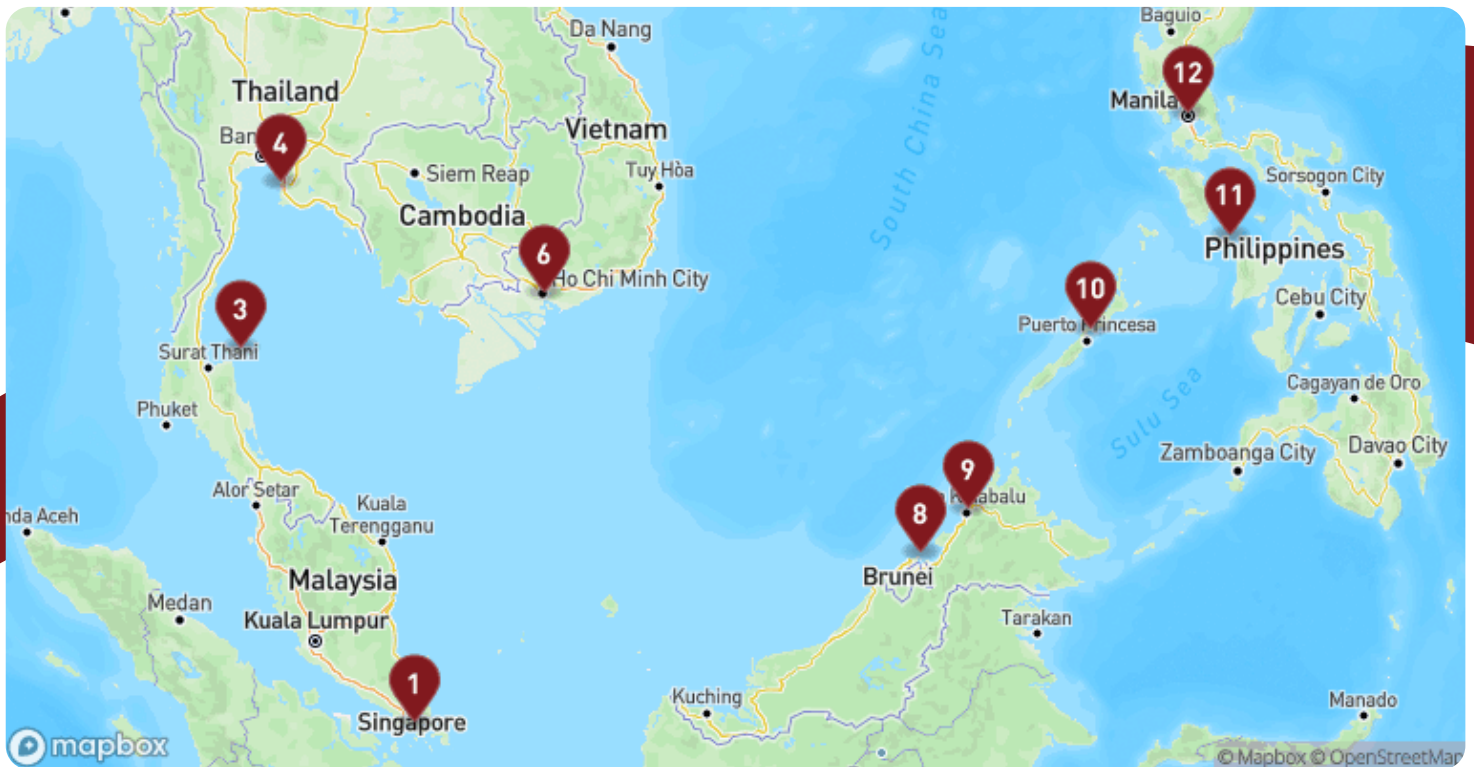 Baguio
Da Nang
12
Thailand
Manila
South China Sea
4
Vietnam
Siem Reap
Tuy Hòa
Sorsogon City
11
Cambodia
Philippines
6
Ho Chi Minh City
10
Cebu City
3
Puerto Princesa
Surat Thani
Sulu Sea
Cagayan de Oro
Phuket
Zamboanga City
Davao City
9
Alor Setar
Kuala
Terengganu
8
nda Aceh
Malaysia
Brunei
Medan
Kuala Lumpur
Tarakan
1
Kuching
Manado
Singapore
mapbox
© Mapbox © OpenStreetMap